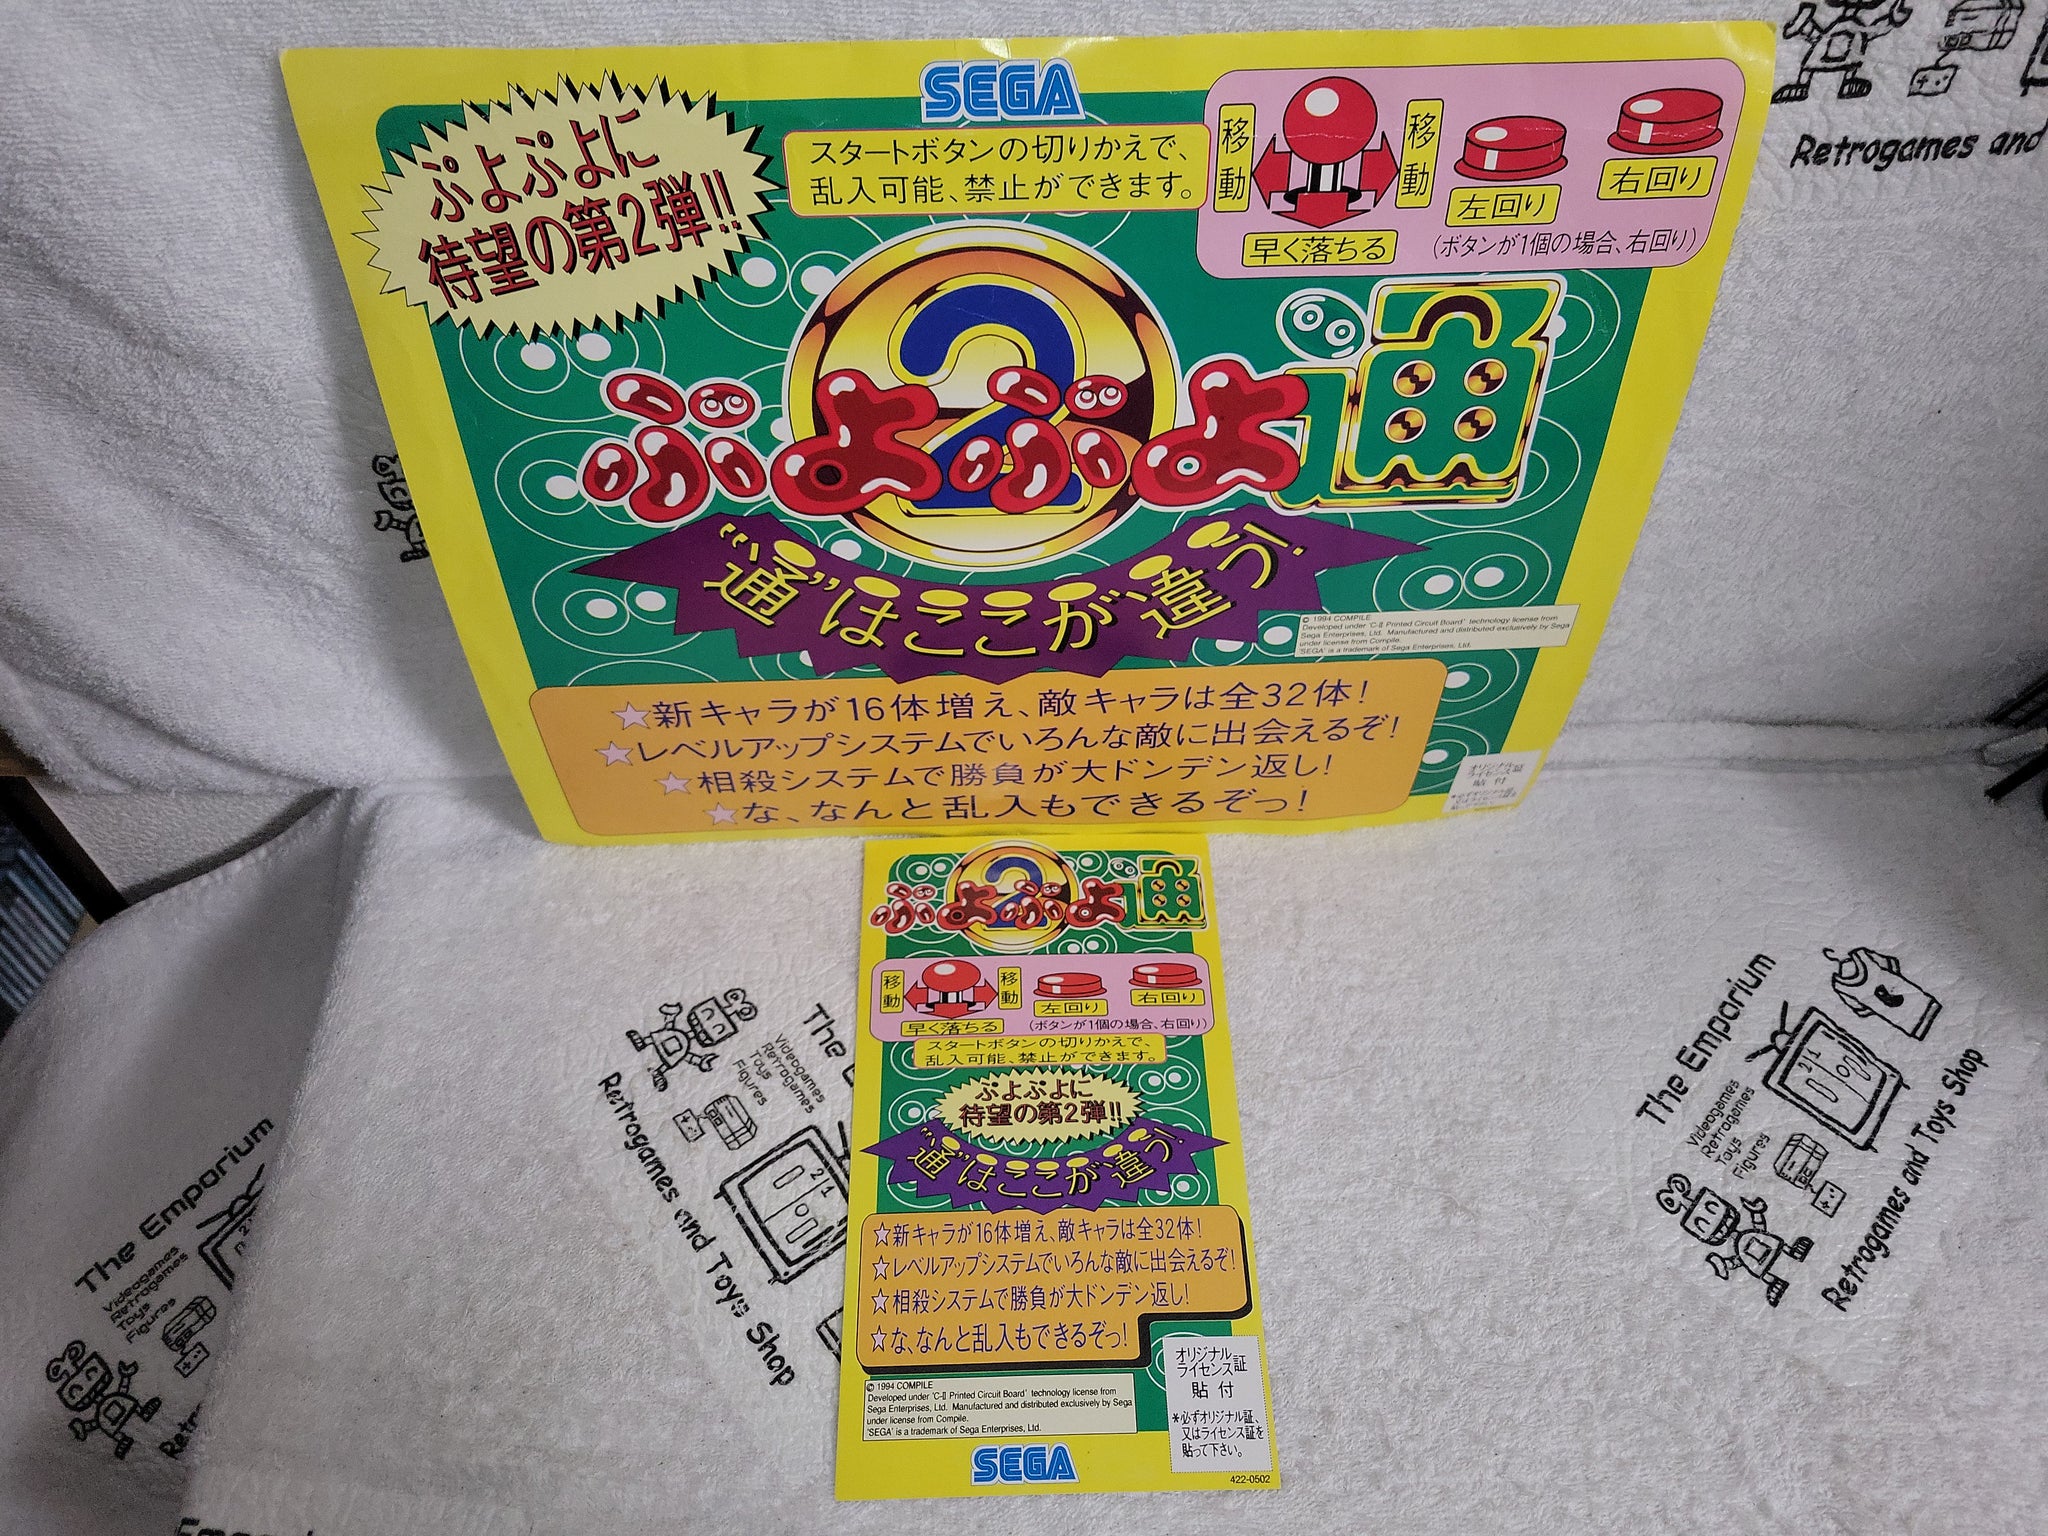 SEGA
ぷよぷよに
待望の第2弾!!
スタートボタンの切りかえで、
乱入可能、禁止ができます。
移動
移動
早く落ちる
左回り
右回り
(ボタンが1個の場合、右回り)
2
ぷよぷよ通
“通”はここが違う!
© 1994 COMPILE
Developed under 'C-II Printed Circuit Board' technology license from
Sega Enterprises, Ltd. Manufactured and distributed exclusively by Sega
under license from Compile.
'SEGA' is a trademark of Sega Enterprises, Ltd.
☆新キャラが16体増え、敵キャラは全32体!
☆レベルアップシステムでいろんな敵に出会えるぞ!
☆相殺システムで勝負が大ドンデン返し!
☆な、なんと乱入もできるぞっ!
オリジナル
ライセンス証
貼付
2
ぷよぷよ通
移動
移動
早く落ちる
左回り
右回り
(ボタンが1個の場合、右回り)
スタートボタンの切りかえで、
乱入可能、禁止ができます。
ぷよぷよに
待望の第2弾!!
“通”はここが違う!
☆新キャラが16体増え、敵キャラは全32体!
☆レベルアップシステムでいろんな敵に出会えるぞ!
☆相殺システムで勝負が大ドンデン返し!
☆な、なんと乱入もできるぞっ!
© 1994 COMPILE
Developed under 'C-II Printed Circuit Board' technology license from
Sega Enterprises, Ltd. Manufactured and distributed exclusively by Sega
under license from Compile.
'SEGA' is a trademark of Sega Enterprises, Ltd.
オリジナル
ライセンス証
貼付
*必ずオリジナル証、
又はライセンス証を
貼って下さい。
SEGA
422-0502
Retrogames and
The
Videogames
Retrogames
Toys
Figures
Retrogames and Toys Shop
The Emporium
Videogames
Retrogames
Toys
Figures
Retrogames and Toys Shop
The Emporium
Videogames
Retrogames
Toys
Figures